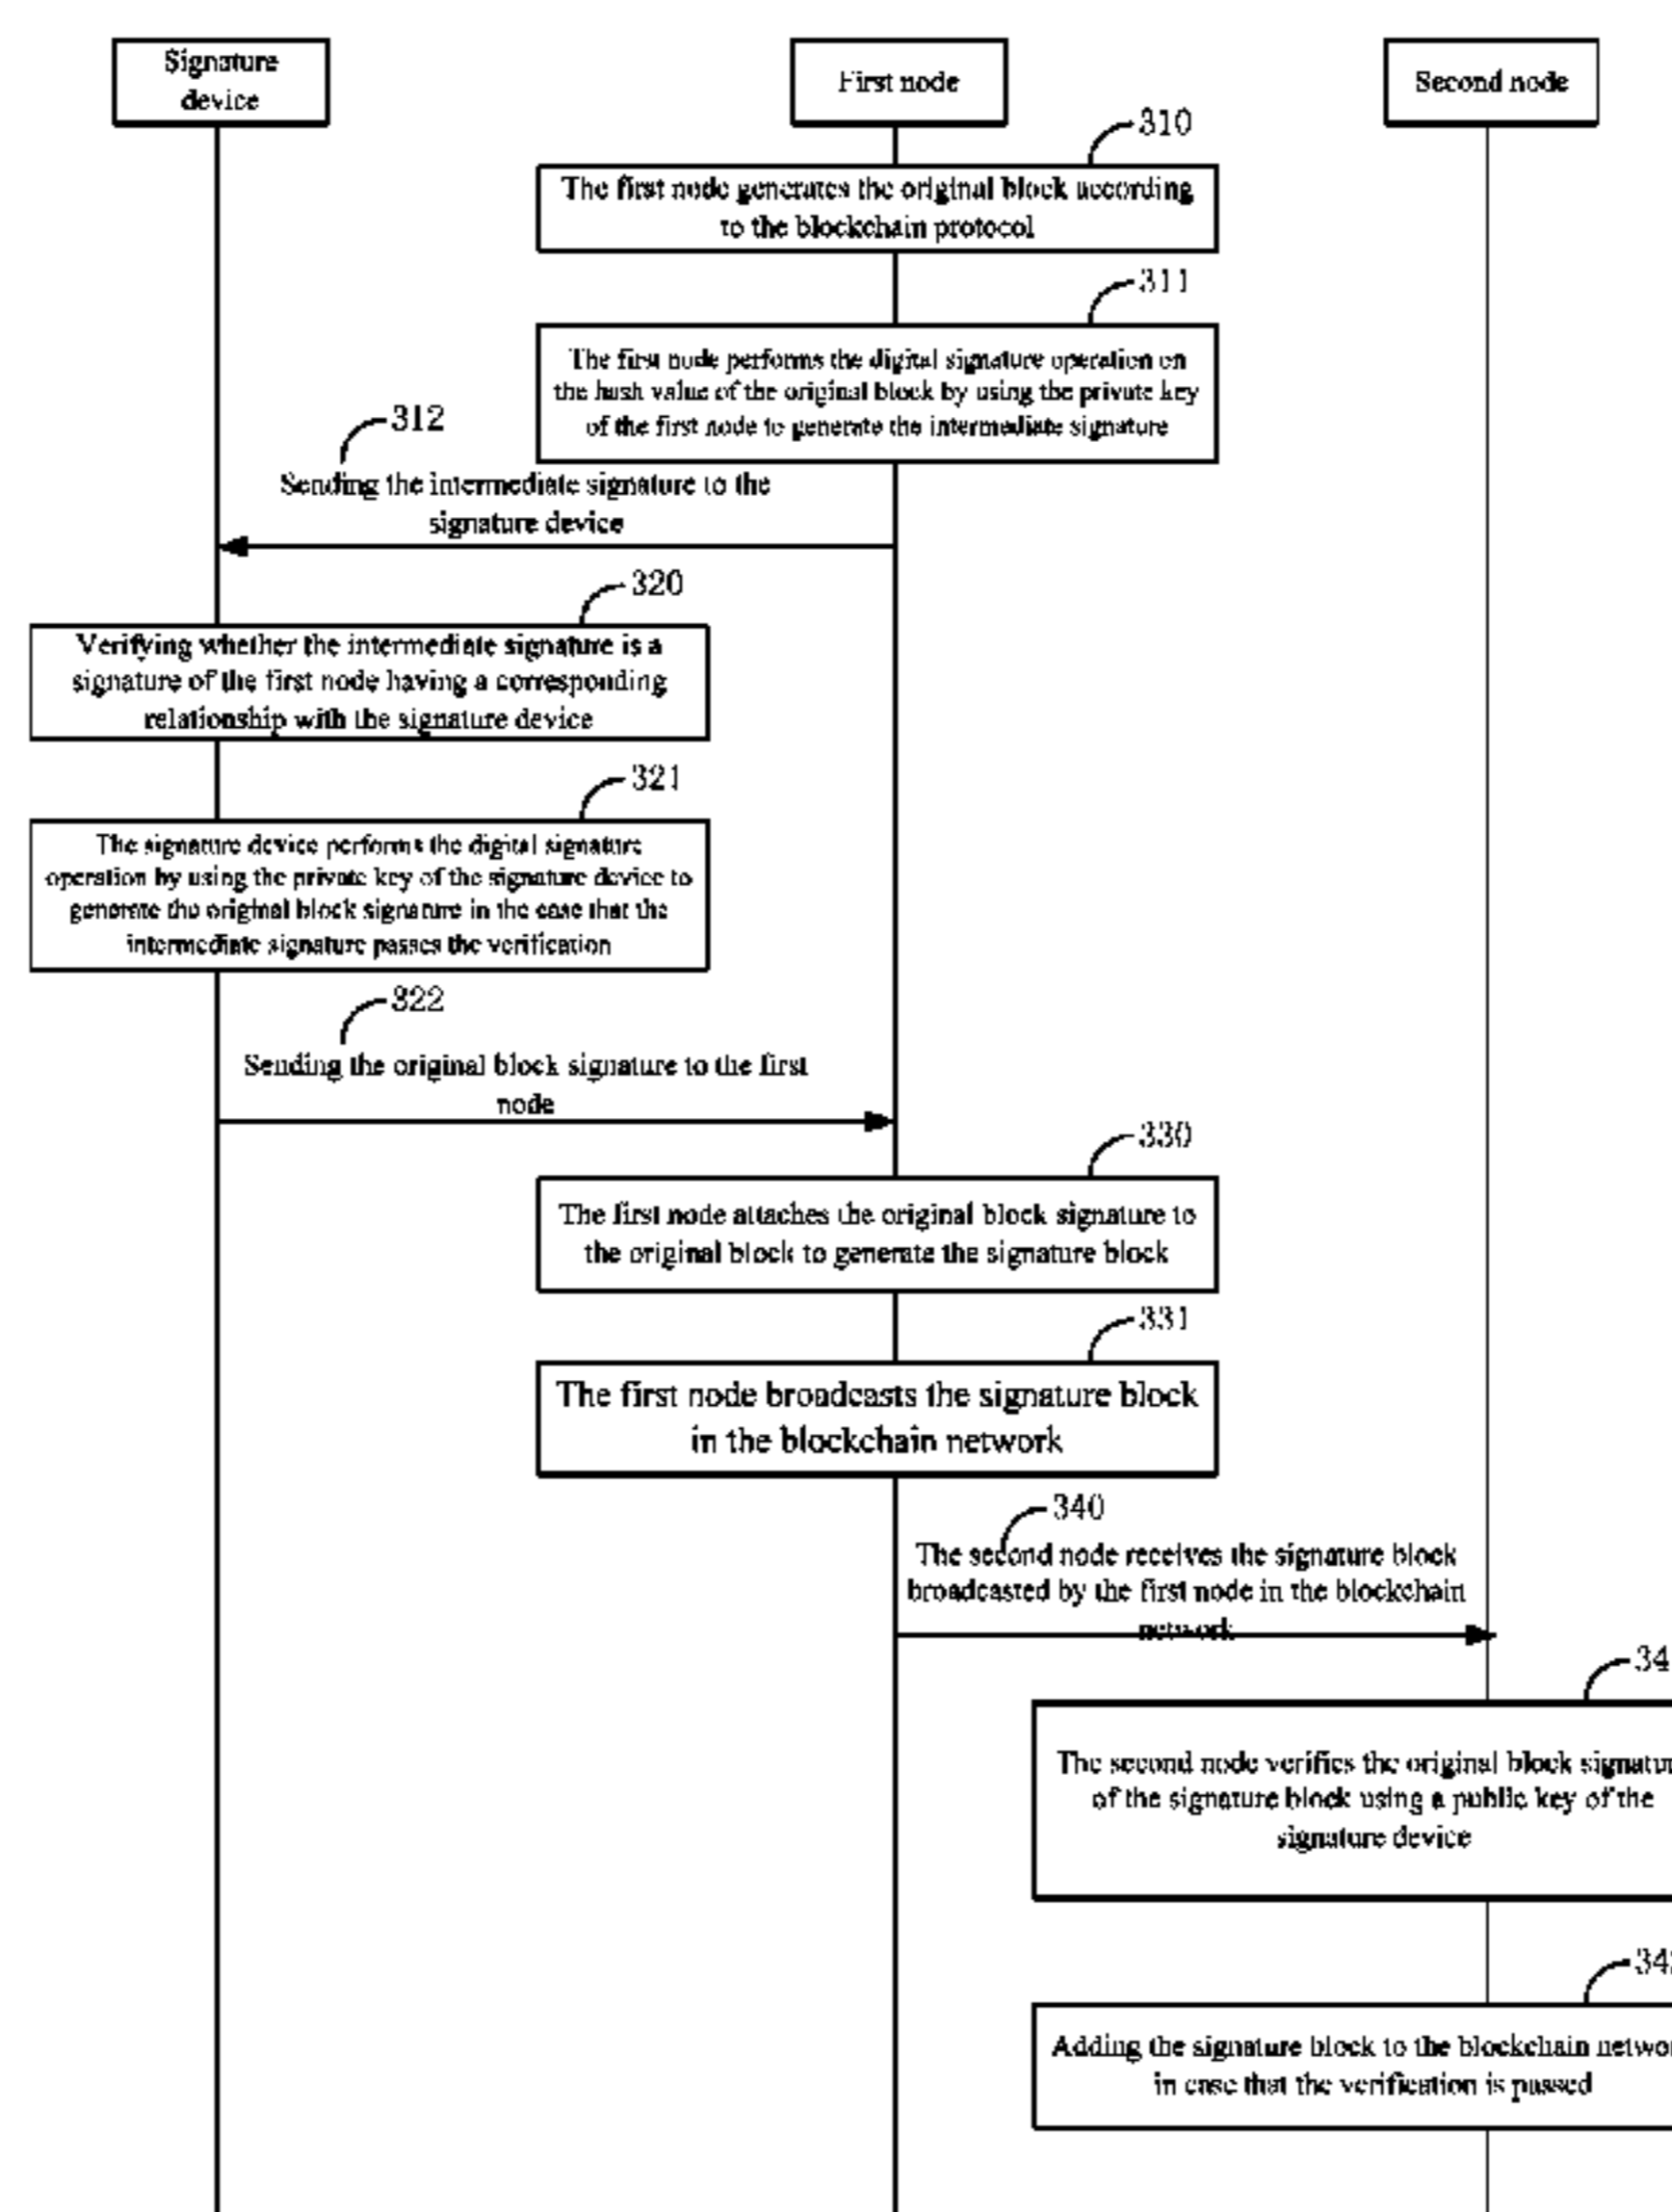 Signature
device
First node
Second node
310
The first node generates the original block according
to the blockchain protocol
311
The first node performs the digital signature operation on
the hash value of the original block by using the private key
of the first node to generate the intermediate signature
312
Sending the intermediate signature to the
signature device
320
Verifying whether the intermediate signature is a
signature of the first node having a corresponding
relationship with the signature device
321
The signature device performs the digital signature
operation by using the private key of the signature device to
generate the original block signature in the case that the
intermediate signature passes the verification
322
Sending the original block signature to the first
node
330
The first node attaches the original block signature to
the original block to generate the signature block
331
The first node broadcasts the signature block
in the blockchain network
340
The second node receives the signature block
broadcasted by the first node in the blockchain
network
34
The second node verifies the original block signatur
of the signature block using a public key of the
signature device
34
Adding the signature block to the blockchain networ
in case that the verification is passed